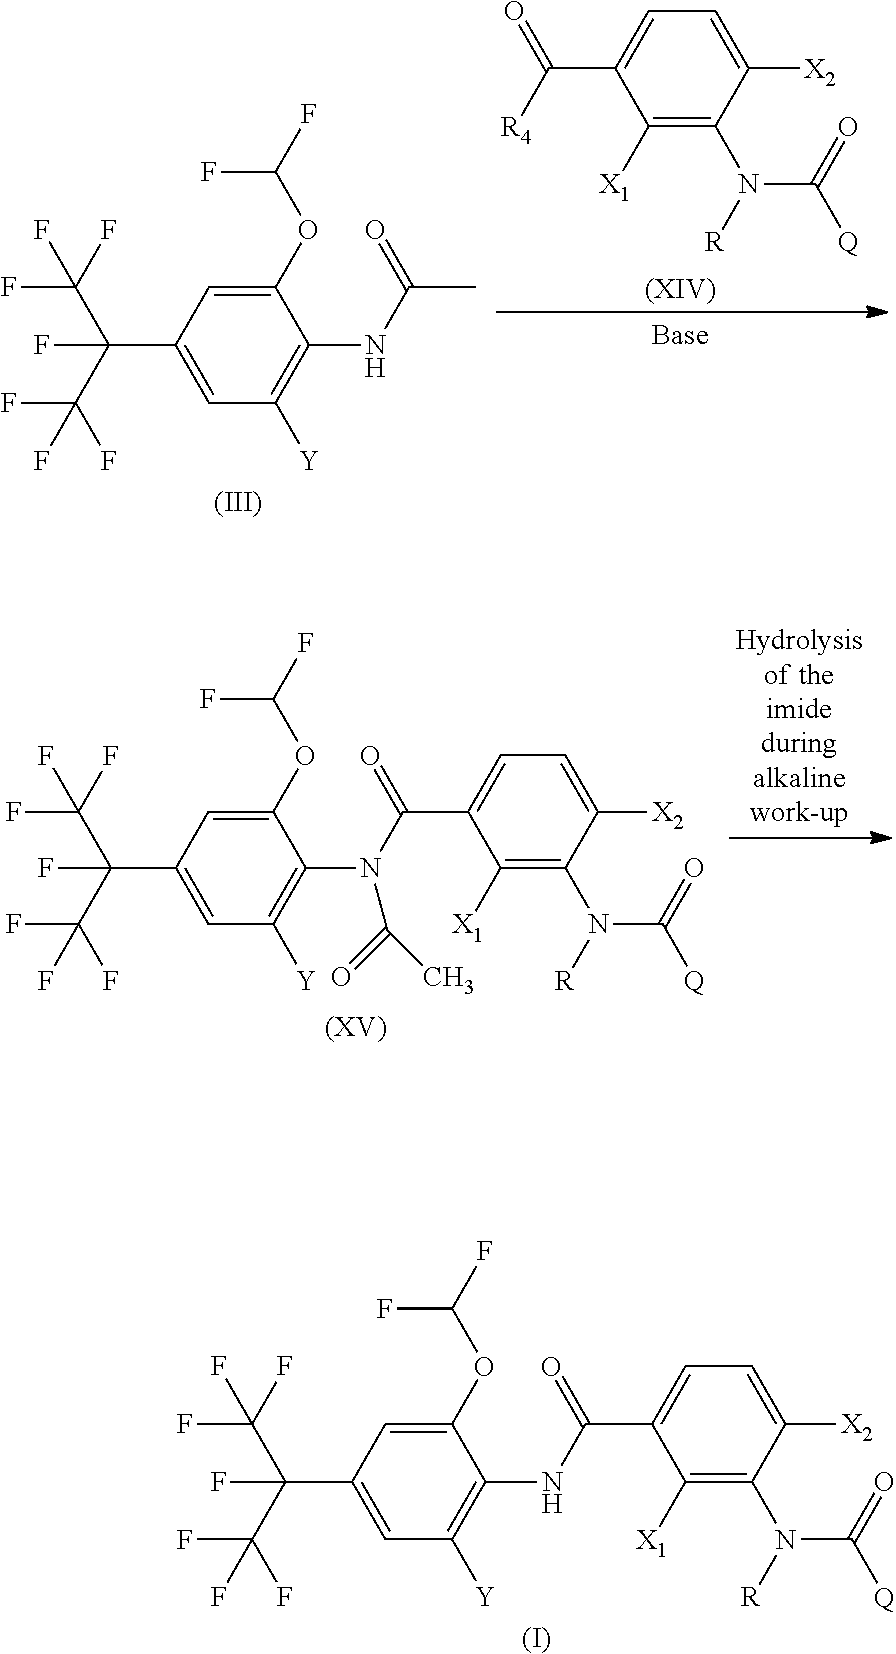 O
X₂
R₄
F
O
X₁
N
F
O
O
R
Q
F
F
F
(XIV)
F
N
H
Base
F
F
F
Y
(III)
F
Hydrolysis
of the
imide
during
alkaline
work-up
F
O
O
F
F
F
X₂
F
N
O
F
X₁
N
F
F
Y
O
CH₃
R
Q
(XV)
F
F
F
F
O
O
F
X₂
F
N
H
O
F
X₁
N
F
F
Y
R
Q
(I)